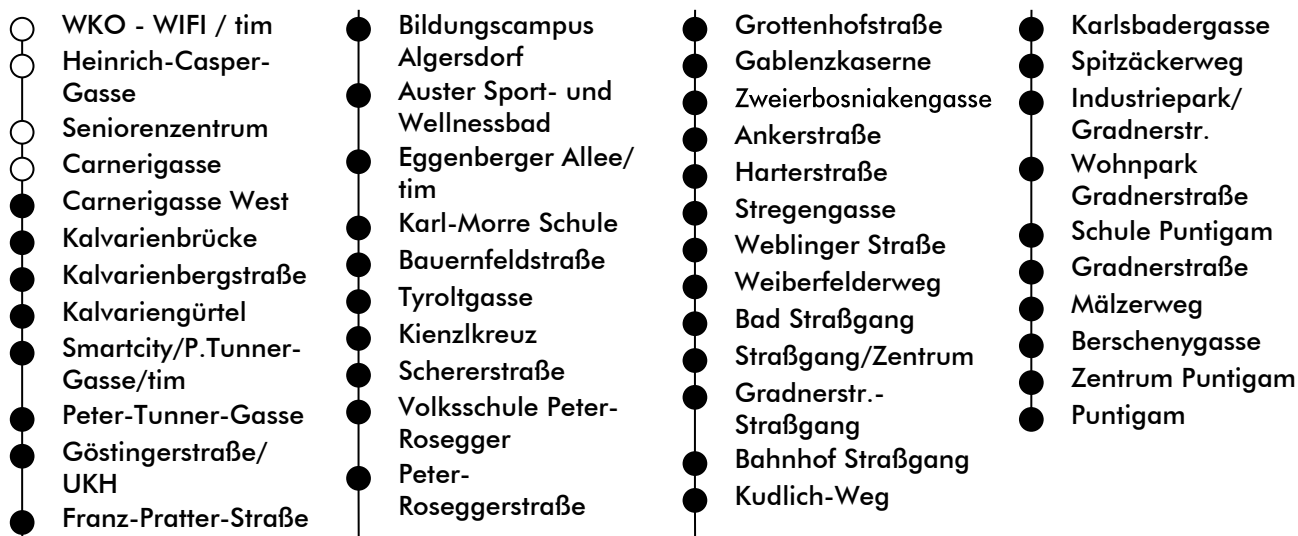 WKO - WIFI / tim
Heinrich-Casper-
Gasse
Seniorenzentrum
Carnerigasse
Carnerigasse West
Kalvarienbrücke
Kalvarienbergstraße
Kalvariengürtel
Smartcity/P.Tunner-
Gasse/tim
Peter-Tunner-Gasse
Göstingerstraße/
UKH
Franz-Pratter-Straße
Bildungscampus
Algersdorf
Auster Sport- und
Wellnessbad
Eggenberger Allee/
tim
Karl-Morre Schule
Bauernfeldstraße
Tyroltgasse
Kienzlkreuz
Schererstraße
Volksschule Peter-
Rosegger
Peter-
Roseggerstraße
Grottenhofstraße
Gablenzkaserne
Zweierbosniakengasse
Ankerstraße
Harterstraße
Stregengasse
Weblinger Straße
Weiberfelderweg
Bad Straßgang
Straßgang/Zentrum
Gradnerstr.-
Straßgang
Bahnhof Straßgang
Kudlich-Weg
Karlsbadergasse
Spitzäckerweg
Industriepark/
Gradnerstr.
Wohnpark
Gradnerstraße
Schule Puntigam
Gradnerstraße
Mälzerweg
Berschenygasse
Zentrum Puntigam
Puntigam